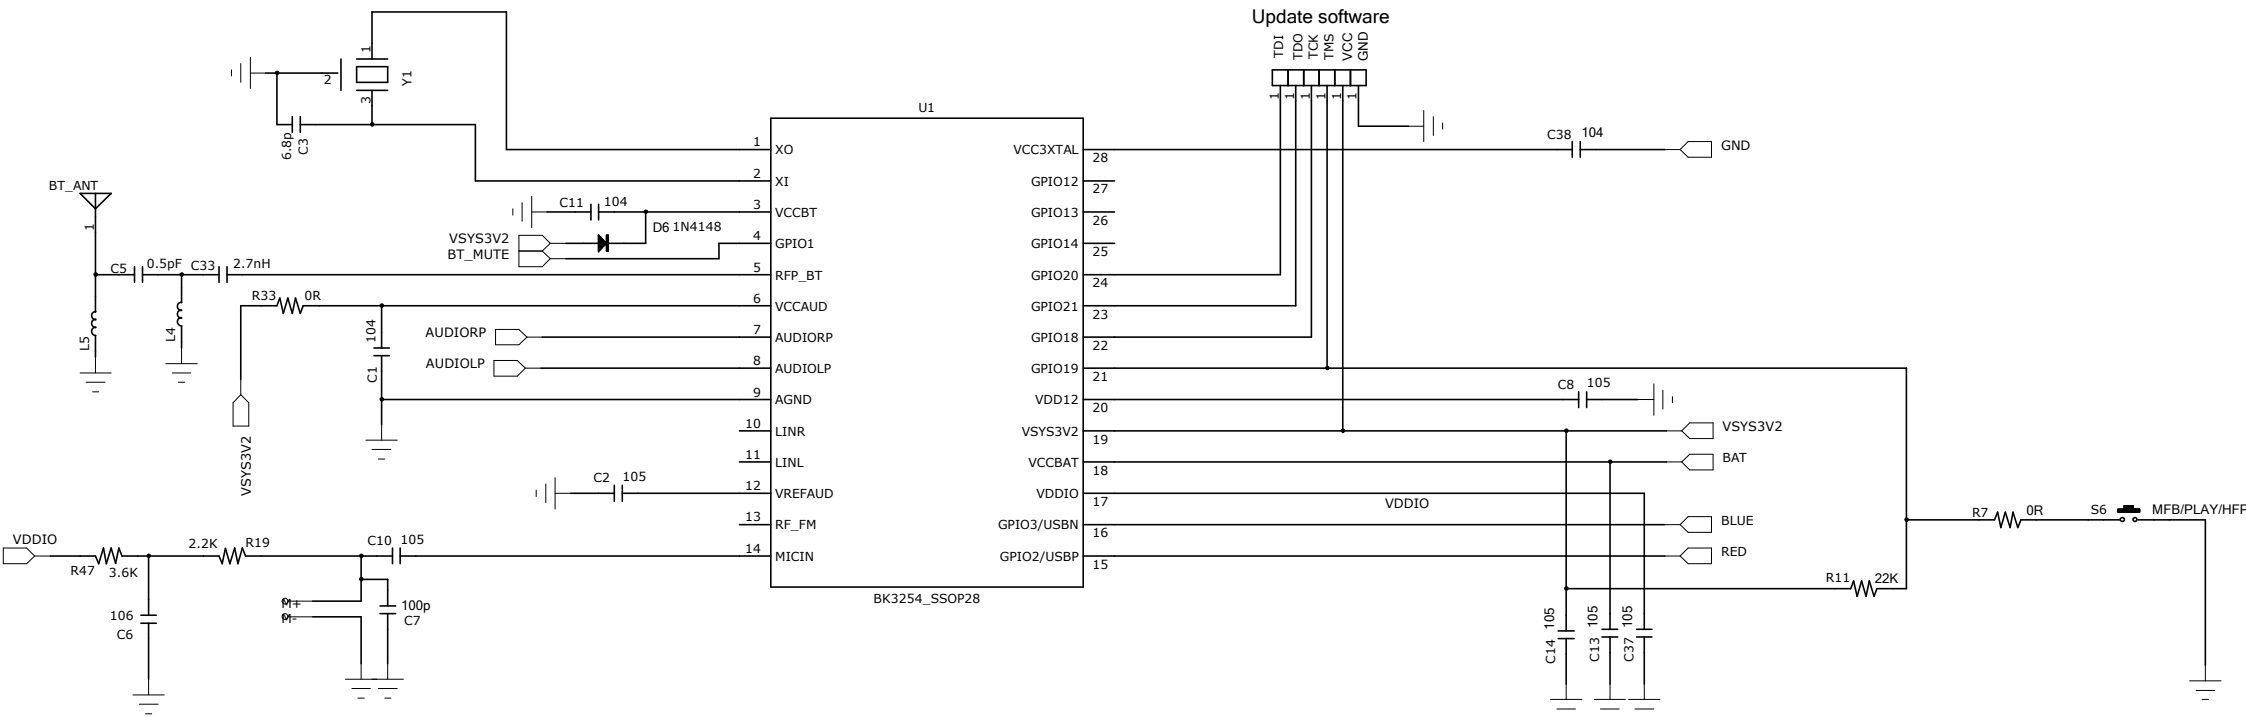 Update software
TDI
TDO
TCK
TMS
VCC
GND
1
1
1
1
1
1
1
2
3
Y1
6.8p
C3
U1
1 XO
2 XI
3 VCCBT
4 GPIO1
5 RFP_BT
6 VCCAUD
7 AUDIORP
8 AUDIOLP
9 AGND
10 LINR
11 LINL
12 VREFAUD
13 RF_FM
14 MICIN
VCC3XTAL 28
GPIO12 27
GPIO13 26
GPIO14 25
GPIO20 24
GPIO21 23
GPIO18 22
GPIO19 21
VDD12 20
VSYS3V2 19
VCCBAT 18
VDDIO 17
GPIO3/USBN 16
GPIO2/USBP 15
BK3254_SSOP28
C38 104
GND
BT_ANT
1
C11 104
D6 1N4148
VSYS3V2
BT_MUTE
C5 0.5pF
C33 2.7nH
R33 0R
L5
L4
104
C1
AUDIORP
AUDIOLP
VSYS3V2
C2 105
C8 105
VSYS3V2
BAT
VDDIO
BLUE
RED
VDDIO
R47
3.6K
2.2K R19
C10 105
106
C6
M+
M-
100p
C7
R7 0R
S6
MFB/PLAY/HFP
R11 22K
C14 105
C13 105
C37 105